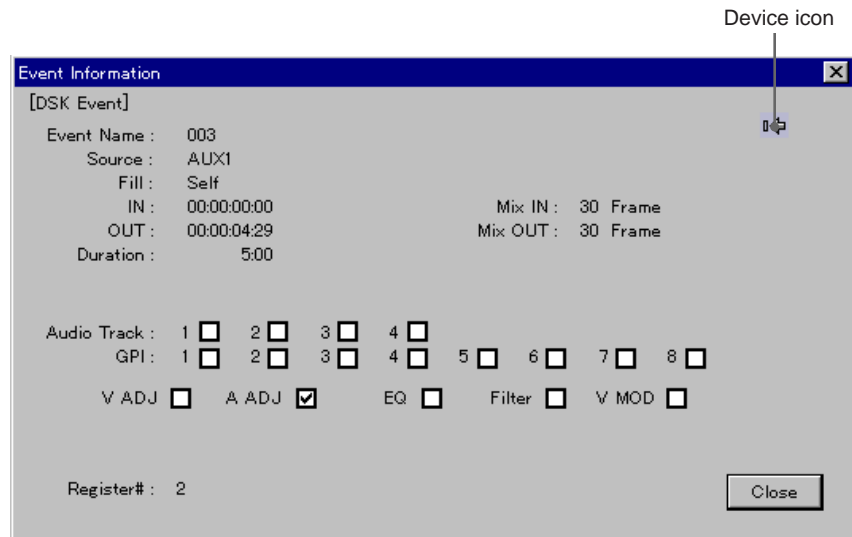 Device icon
Event Information
[DSK Event]
Event Name : 003
Source : AUX1
Fill : Self
IN : 00:00:00:00 Mix IN : 30 Frame
OUT : 00:00:04:29 Mix OUT : 30 Frame
Duration : 5:00
Audio Track : 1 2 3 4
GPI : 1 2 3 4 5 6 7 8
V ADJ A ADJ EQ Filter V MOD
Register# : 2
Close